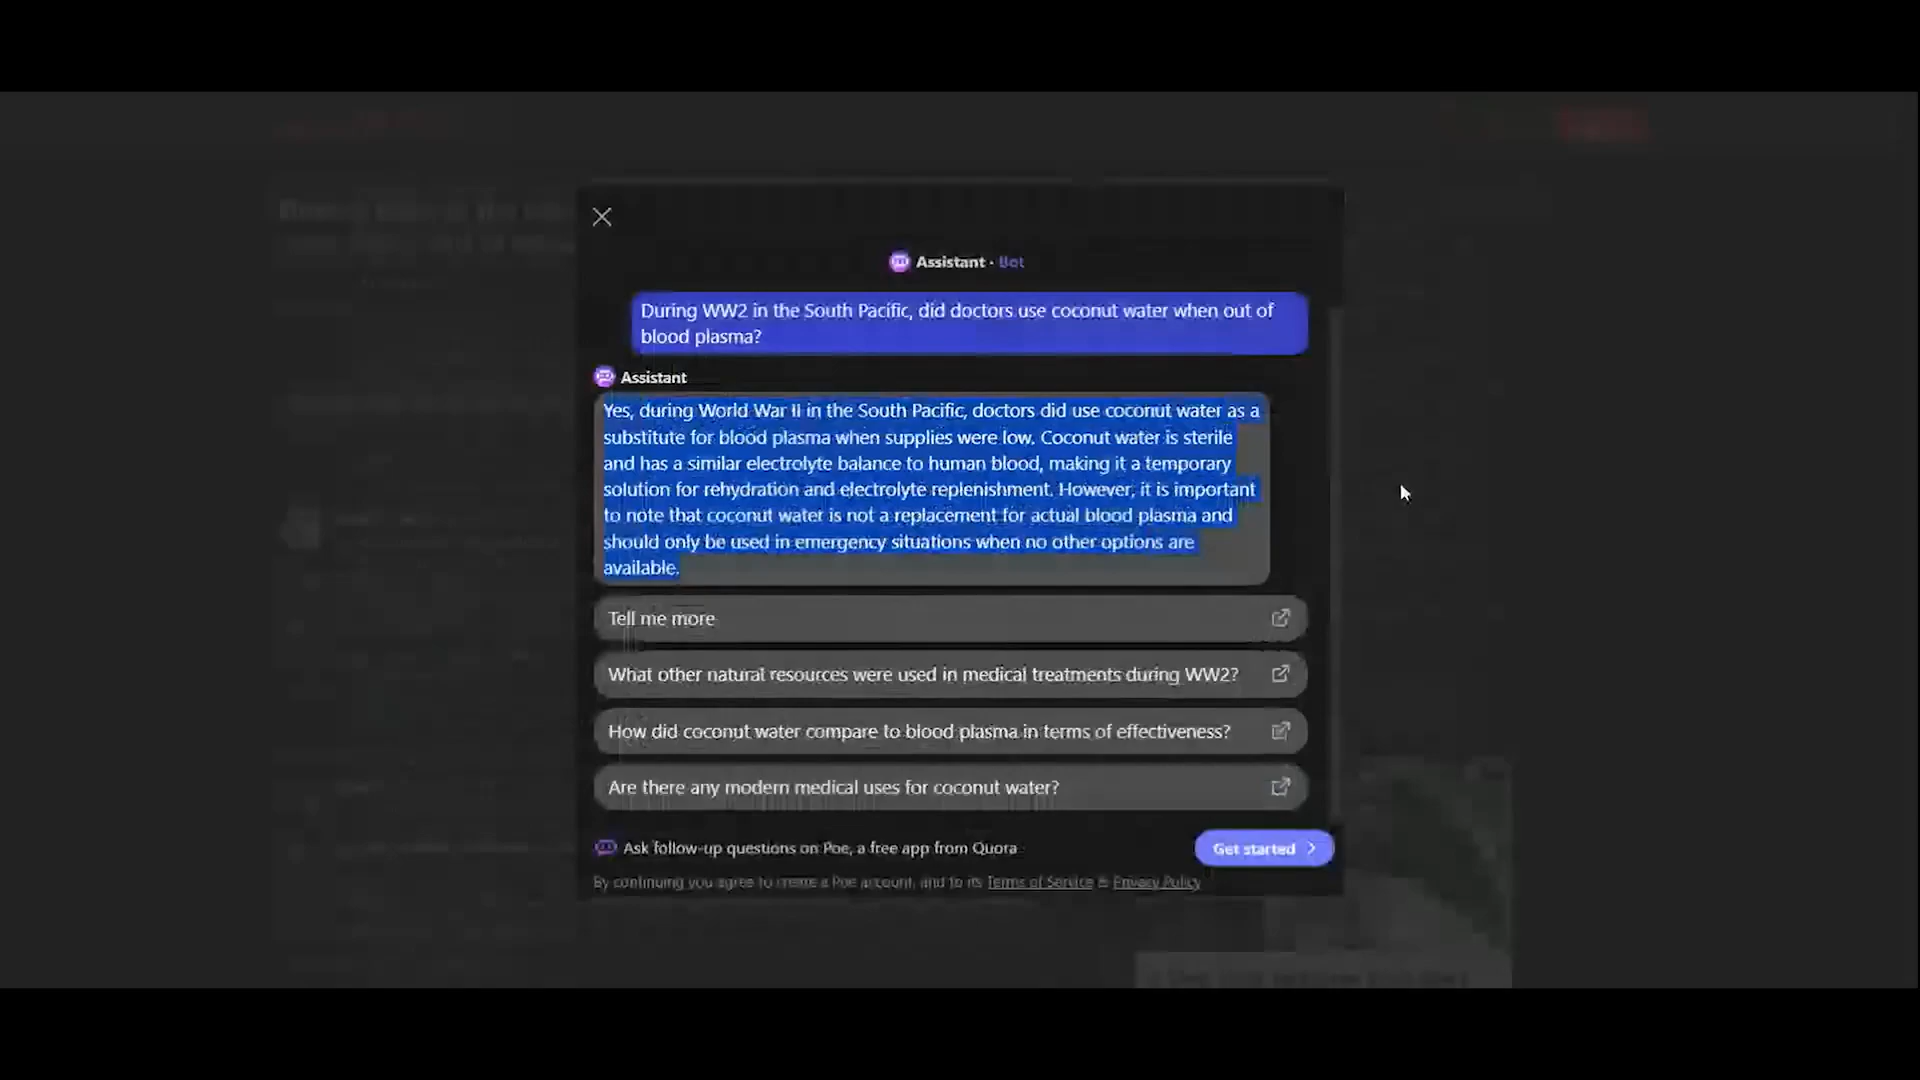 Assistant · Bot
During WW2 in the South Pacific, did doctors use coconut water when out of
blood plasma?
Assistant
Yes, during World War II in the South Pacific, doctors did use coconut water as a
substitute for blood plasma when supplies were low. Coconut water is sterile
and has a similar electrolyte balance to human blood, making it a temporary
solution for rehydration and electrolyte replenishment. However, it is important
to note that coconut water is not a replacement for actual blood plasma and
should only be used in emergency situations when no other options are
available.
Tell me more
What other natural resources were used in medical treatments during WW2?
How did coconut water compare to blood plasma in terms of effectiveness?
Are there any modern medical uses for coconut water?
Ask follow-up questions on Poe, a free app from Quora
Get started
By continuing you agree to create a Poe account, and to its Terms of Service & Privacy Policy